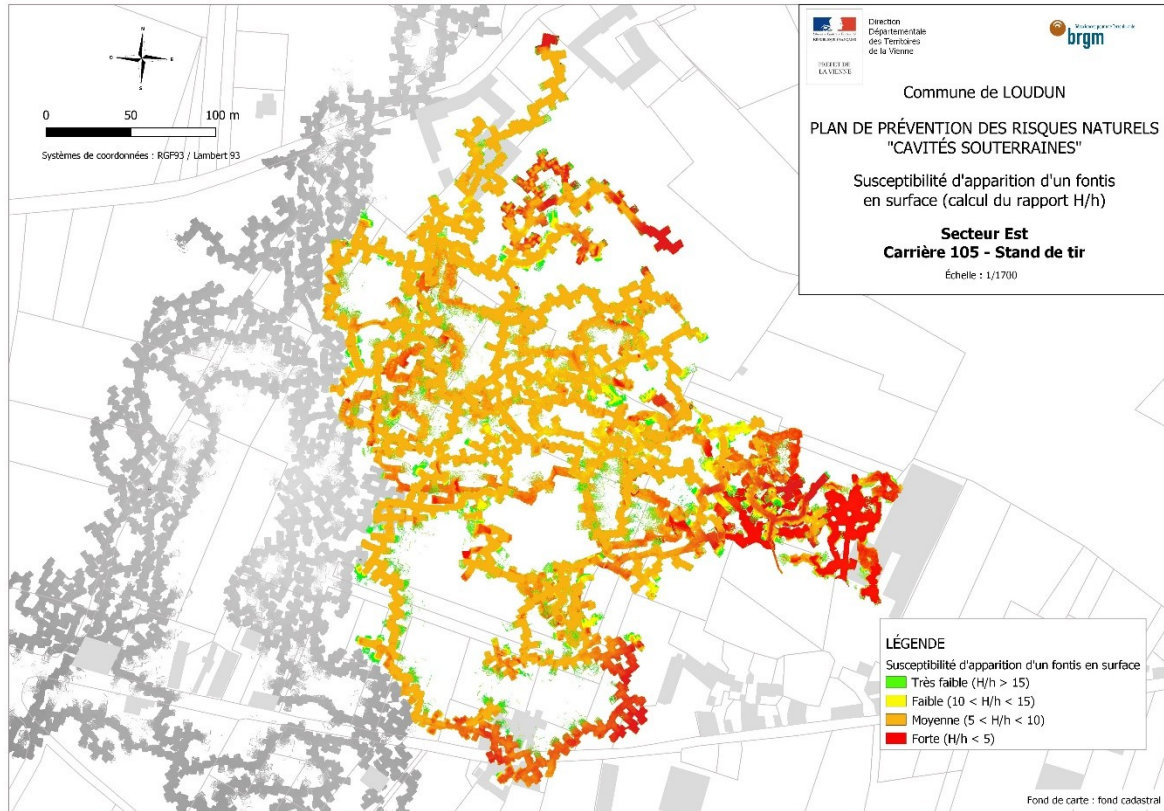 N
O
E
S
0
50
100 m
Systèmes de coordonnées : RGF93 / Lambert 93
RÉPUBLIQUE FRANÇAISE
PREFET DE
LA VIENNE
Direction
Départementale
des Territoires
de la Vienne
brgm
Commune de LOUDUN
PLAN DE PRÉVENTION DES RISQUES NATURELS
"CAVITÉS SOUTERRAINES"
Susceptibilité d'apparition d'un fontis
en surface (calcul du rapport H/h)
Secteur Est
Carrière 105 - Stand de tir
Échelle : 1/1700
LÉGENDE
Susceptibilité d'apparition d'un fontis en surface
Très faible (H/h > 15)
Faible (10 < H/h < 15)
Moyenne (5 < H/h < 10)
Forte (H/h < 5)
Fond de carte : fond cadastral